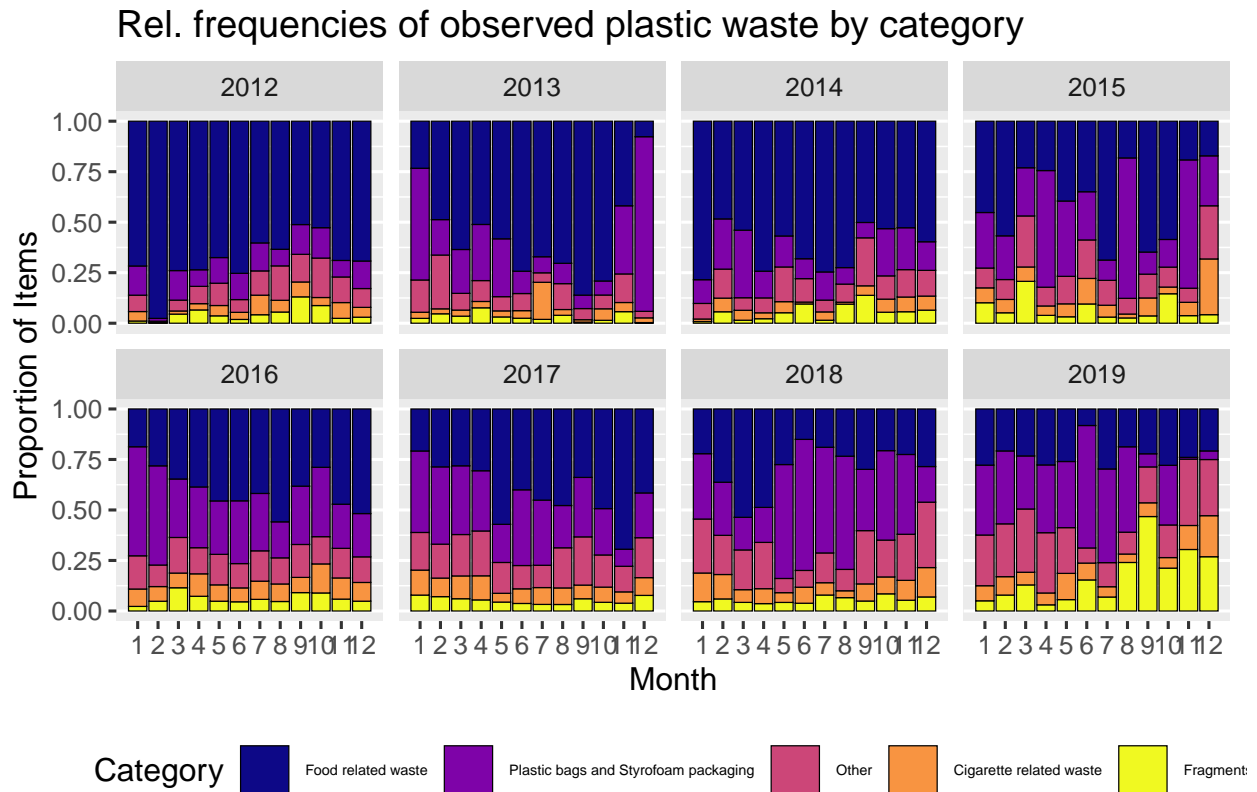 Rel. frequencies of observed plastic waste by category
2012 2013 2014 2015
1.00
0.75
0.50
0.25
0.00
2016 2017 2018 2019
1.00
0.75
0.50
0.25
0.00
Proportion of Items
1 2 3 4 5 6 7 8 9 10 11 12 1 2 3 4 5 6 7 8 9 10 11 12 1 2 3 4 5 6 7 8 9 10 11 12 1 2 3 4 5 6 7 8 9 10 11 12
Month
Category Food related waste Plastic bags and Styrofoam packaging Other Cigarette related waste Fragments